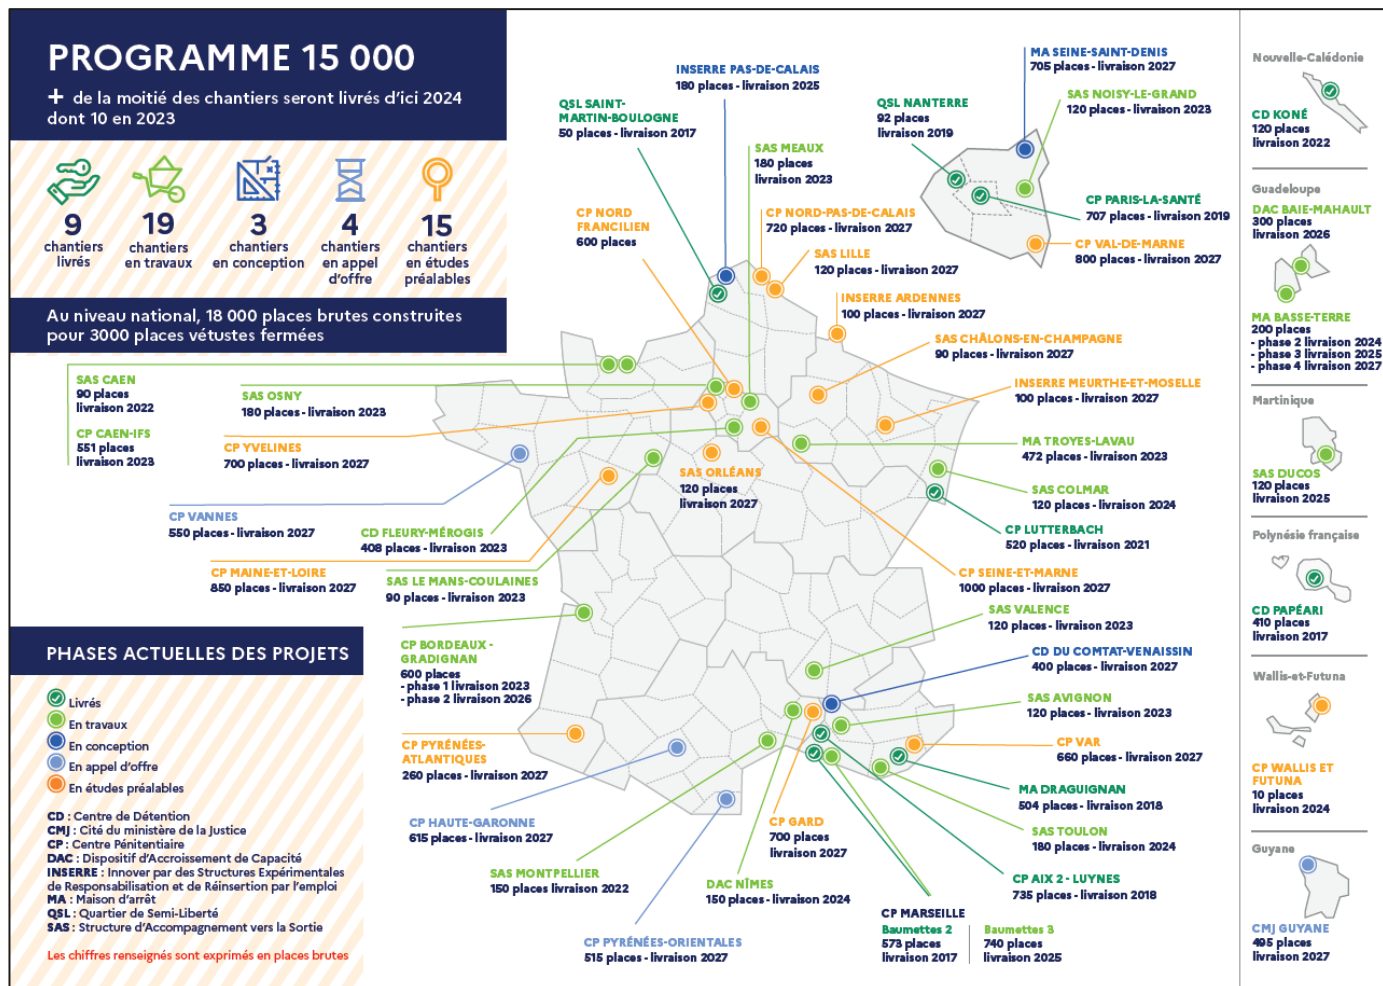 PROGRAMME 15 000
+ de la moitié des chantiers seront livrés d'ici 2024
dont 10 en 2023
9
chantiers
livrés
19
chantiers
en travaux
3
chantiers
en conception
4
chantiers
en appel
d'offre
15
chantiers
en études
préalables
Au niveau national, 18 000 places brutes construites
pour 3000 places vétustes fermées
INSERRE PAS-DE-CALAIS
180 places - livraison 2025
QSL SAINT-
MARTIN-BOULOGNE
50 places - livraison 2017
SAS MEAUX
180 places
livraison 2023
CP NORD
FRANCILIEN
600 places
CP NORD-PAS-DE-CALAIS
720 places - livraison 2027
SAS LILLE
120 places - livraison 2027
INSERRE ARDENNES
100 places - livraison 2027
SAS CHÂLONS-EN-CHAMPAGNE
90 places - livraison 2027
INSERRE MEURTHE-ET-MOSELLE
100 places - livraison 2027
MA TROYES-LAVAU
472 places - livraison 2023
SAS COLMAR
120 places - livraison 2024
CP LUTTERBACH
520 places - livraison 2021
CP SEINE-ET-MARNE
1000 places - livraison 2027
MA SEINE-SAINT-DENIS
705 places - livraison 2027
SAS NOISY-LE-GRAND
120 places - livraison 2023
QSL NANTERRE
92 places
livraison 2019
CP PARIS-LA-SANTÉ
707 places - livraison 2019
CP VAL-DE-MARNE
800 places - livraison 2027
SAS CAEN
90 places
livraison 2022
CP CAEN-IFS
551 places
livraison 2023
SAS OSNY
180 places - livraison 2023
CP YVELINES
700 places - livraison 2027
SAS ORLÉANS
120 places
livraison 2027
CP VANNES
550 places - livraison 2027
CD FLEURY-MÉROGIS
408 places - livraison 2023
CP MAINE-ET-LOIRE
850 places - livraison 2027
SAS LE MANS-COULAINES
90 places - livraison 2023
CP BORDEAUX -
GRADIGNAN
600 places
- phase 1 livraison 2023
- phase 2 livraison 2026
CP PYRÉNÉES-
ATLANTIQUES
260 places - livraison 2027
CP HAUTE-GARONNE
615 places - livraison 2027
SAS MONTPELLIER
150 places livraison 2022
CP PYRÉNÉES-ORIENTALES
515 places - livraison 2027
DAC NÎMES
150 places - livraison 2024
CP GARD
700 places
livraison 2027
SAS VALENCE
120 places - livraison 2023
CD DU COMTAT-VENAISSIN
400 places - livraison 2027
SAS AVIGNON
120 places - livraison 2023
CP VAR
660 places - livraison 2027
MA DRAGUIGNAN
504 places - livraison 2018
SAS TOULON
180 places - livraison 2024
CP AIX 2 - LUYNES
735 places - livraison 2018
CP MARSEILLE
Baumettes 2
573 places
livraison 2017
Baumettes 3
740 places
livraison 2025
PHASES ACTUELLES DES PROJETS
Livrés
En travaux
En conception
En appel d'offre
En études préalables
CD : Centre de Détention
CMJ : Cité du ministère de la Justice
CP : Centre Pénitentiaire
DAC : Dispositif d'Accroissement de Capacité
INSERRE : Innover par des Structures Expérimentales
de Responsabilisation et de Réinsertion par l'emploi
MA : Maison d'arrêt
QSL : Quartier de Semi-Liberté
SAS : Structure d'Accompagnement vers la Sortie
Les chiffres renseignés sont exprimés en places brutes
Nouvelle-Calédonie
CD KONÉ
120 places
livraison 2022
Guadeloupe
DAC BAIE-MAHAULT
300 places
livraison 2026
MA BASSE-TERRE
200 places
- phase 2 livraison 2024
- phase 3 livraison 2025
- phase 4 livraison 2027
Martinique
SAS DUCOS
120 places
livraison 2025
Polynésie française
CD PAPÉARI
410 places
livraison 2017
Wallis-et-Futuna
CP WALLIS ET
FUTUNA
10 places
livraison 2024
Guyane
CMJ GUYANE
495 places
livraison 2027